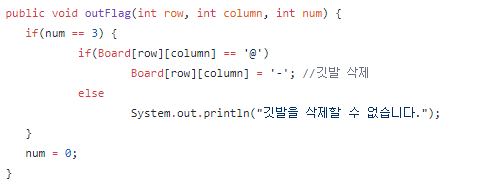 public void outFlag(int row, int column, int num) {
if(num == 3) {
if(Board[row][column] == '@')
Board[row][column] = '-'; //깃발 삭제
else
System.out.println("깃발을 삭제할 수 없습니다.");
}
num = 0;
}